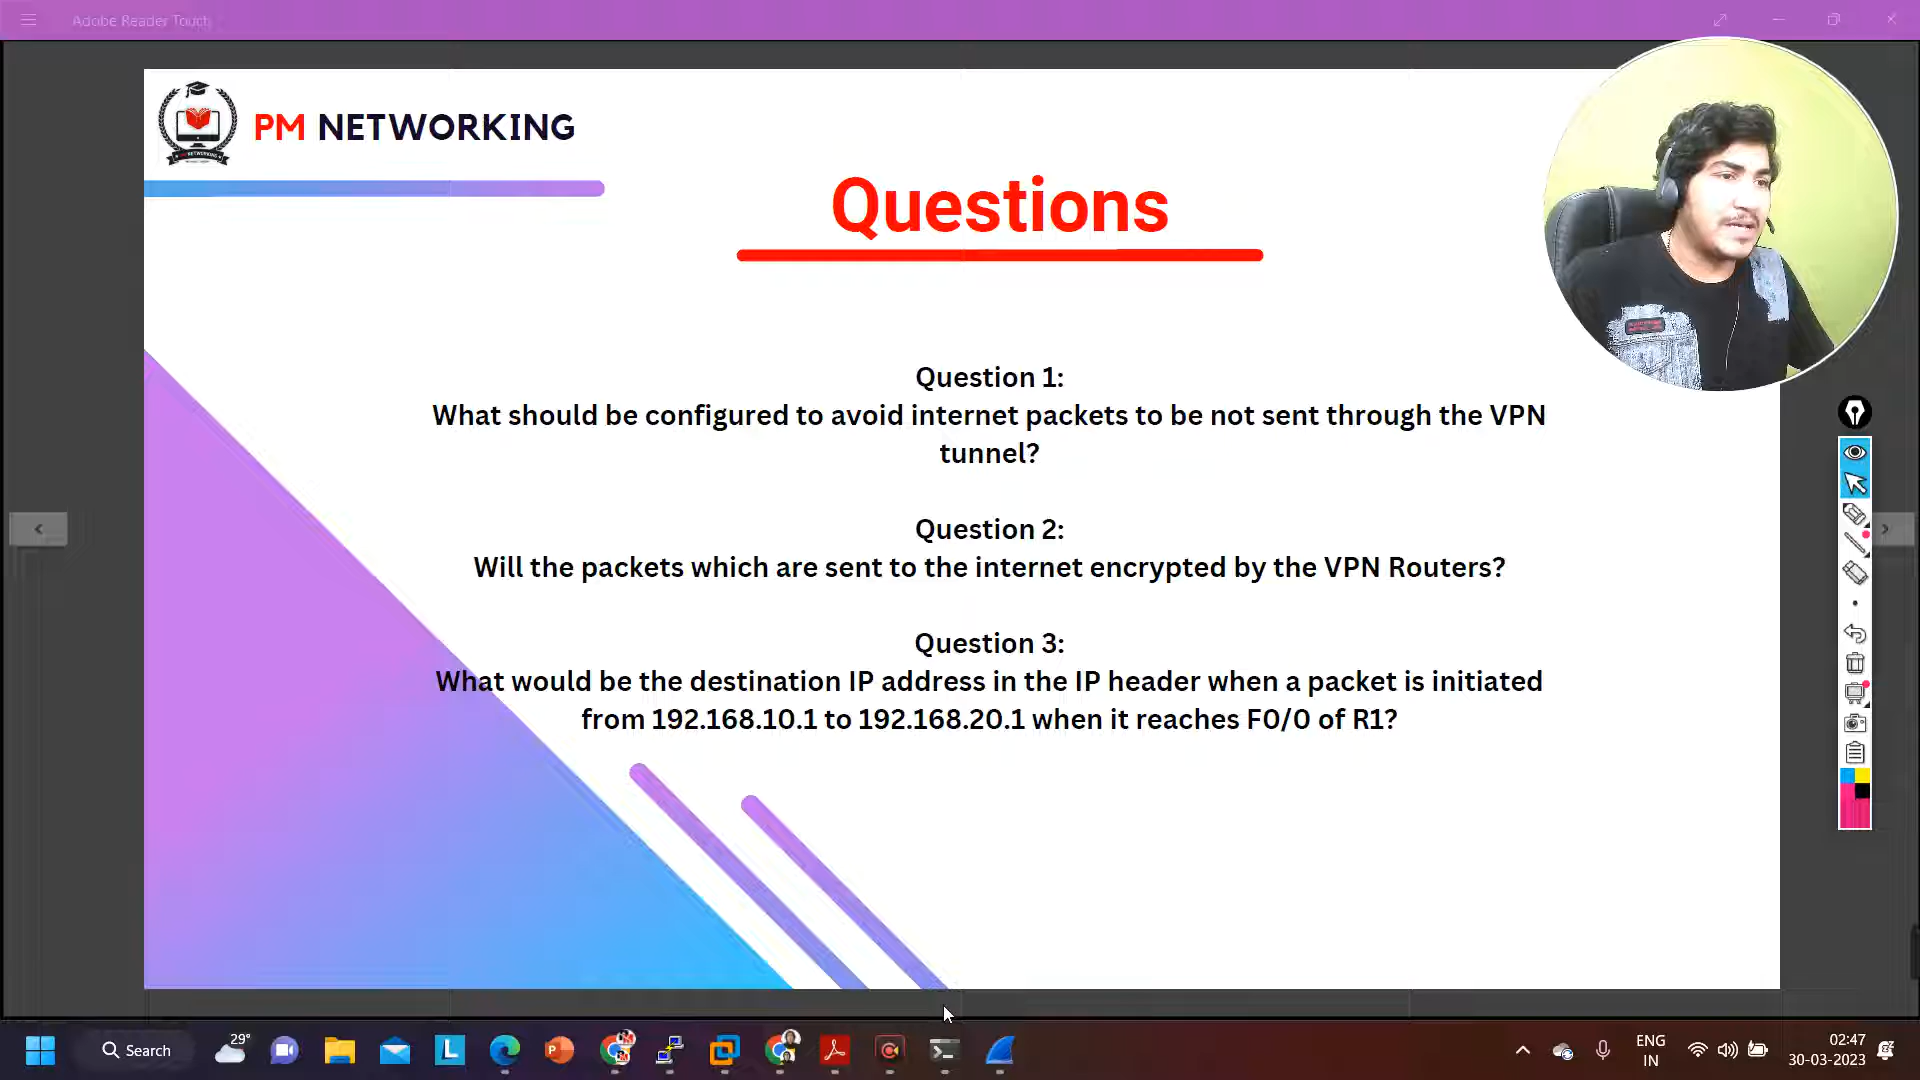 Adobe Reader Touch
PM NETWORKING
Questions
Question 1:
What should be configured to avoid internet packets to be not sent through the VPN
tunnel?
Question 2:
Will the packets which are sent to the internet encrypted by the VPN Routers?
Question 3:
What would be the destination IP address in the IP header when a packet is initiated
from 192.168.10.1 to 192.168.20.1 when it reaches F0/0 of R1?
29°
Search
ENG
IN
02:47
30-03-2023